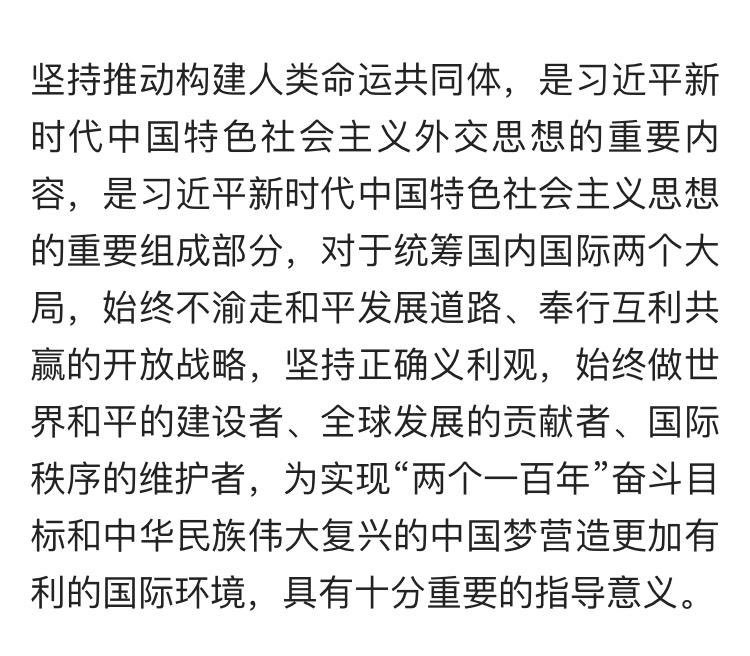 坚持推动构建人类命运共同体，是习近平新
时代中国特色社会主义外交思想的重要内
容，是习近平新时代中国特色社会主义思想
的重要组成部分，对于统筹国内国际两个大
局，始终不渝走和平发展道路、奉行互利共
赢的开放战略，坚持正确义利观，始终做世
界和平的建设者、全球发展的贡献者、国际
秩序的维护者，为实现“两个一百年”奋斗目
标和中华民族伟大复兴的中国梦营造更加有
利的国际环境，具有十分重要的指导意义。